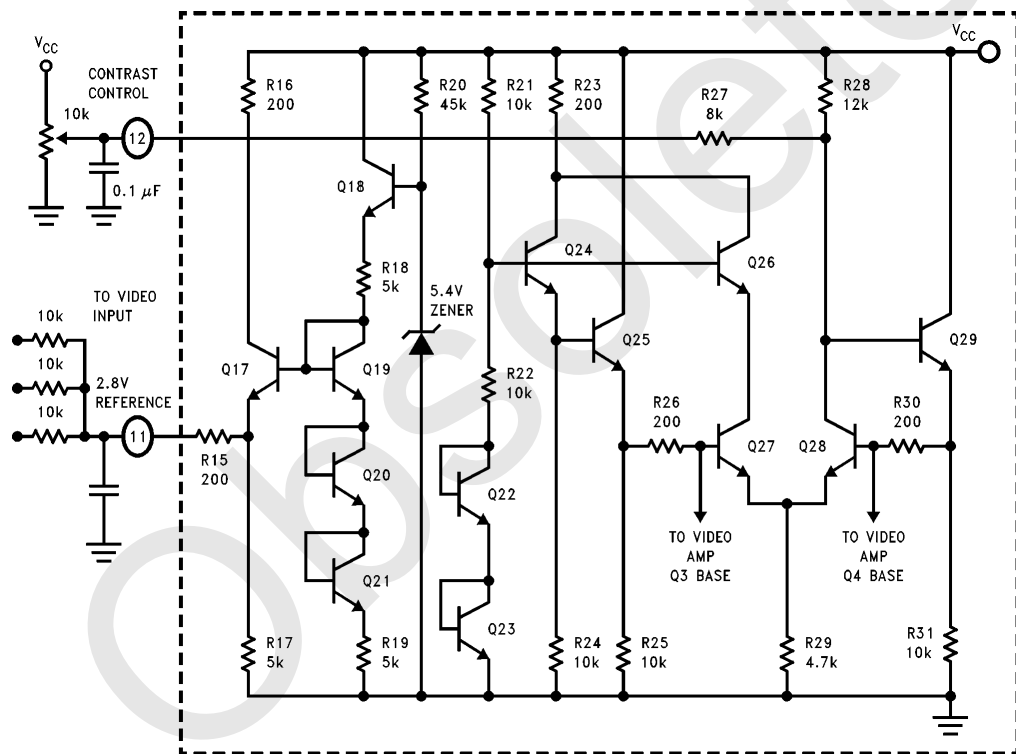 Obsolete
VCC
CONTRAST
CONTROL
10k
12
0.1 μF
R16
200
R20
45k
R21
10k
R23
200
R27
8k
R28
12k
VCC
Q18
R18
5k
5.4V
ZENER
Q24
Q26
TO VIDEO
INPUT
10k
10k
10k
2.8V
REFERENCE
11
R15
200
Q17
Q19
Q20
Q21
R22
10k
Q22
Q23
Q25
Q29
R26
200
R30
200
Q27
Q28
TO VIDEO
AMP
Q3 BASE
TO VIDEO
AMP
Q4 BASE
R17
5k
R19
5k
R24
10k
R25
10k
R29
4.7k
R31
10k